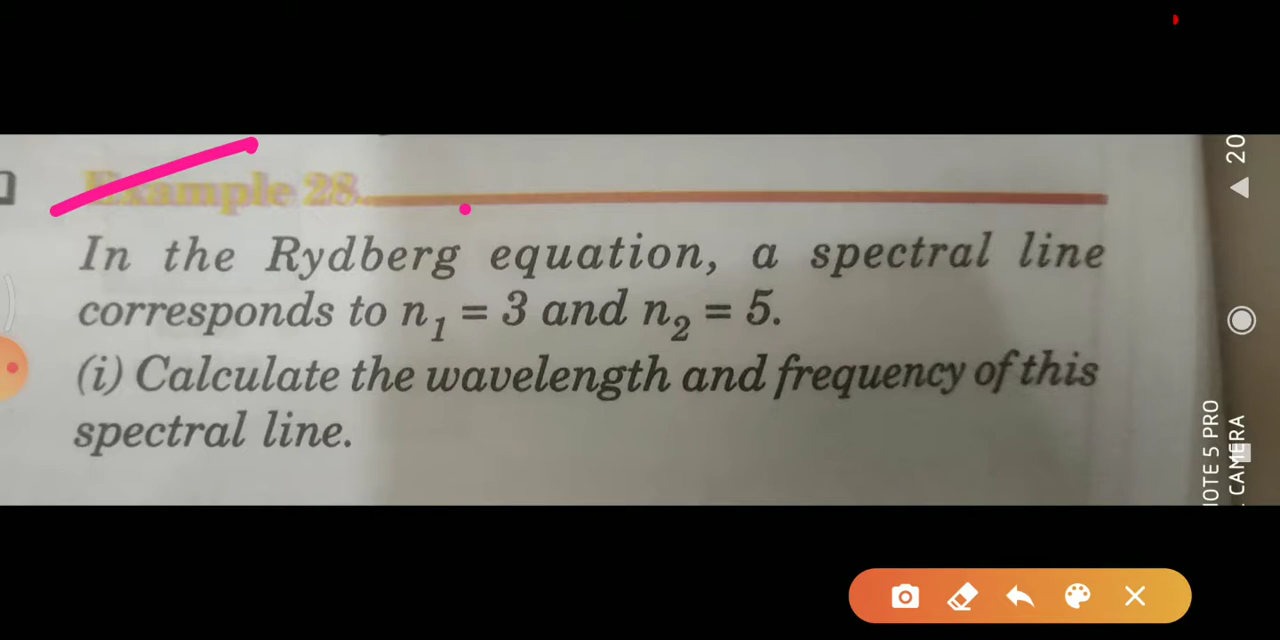 Example 28.
In the Rydberg equation, a spectral line
corresponds to n₁ = 3 and n₂ = 5.
(i) Calculate the wavelength and frequency of this
spectral line.
20
NOTE 5 PRO
CAMERA